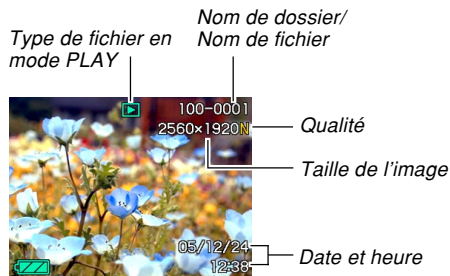 Type de fichier en
mode PLAY
Nom de dossier/
Nom de fichier
100-0001
2560×1920N
Qualité
Taille de l'image
05/12/24
12:38
Date et heure